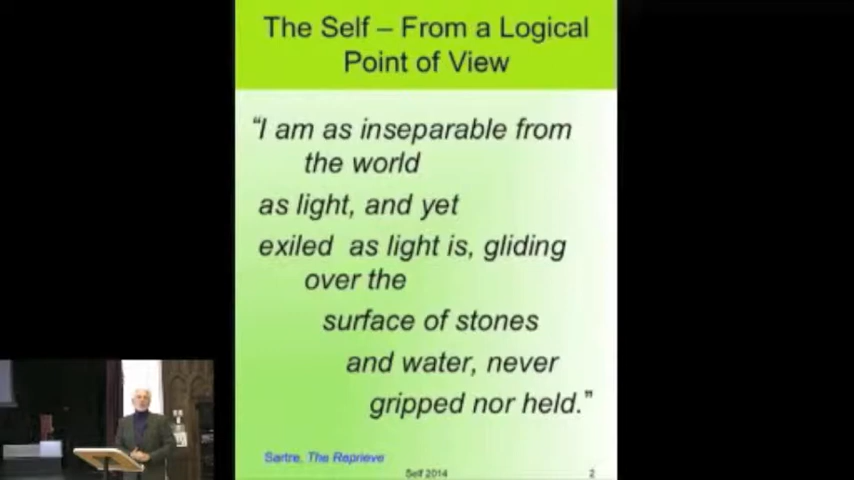 The Self – From a Logical
Point of View
“I am as inseparable from
the world
as light, and yet
exiled as light is, gliding
over the
surface of stones
and water, never
gripped nor held.”
Sartre, The Reprieve
Self 2014
2